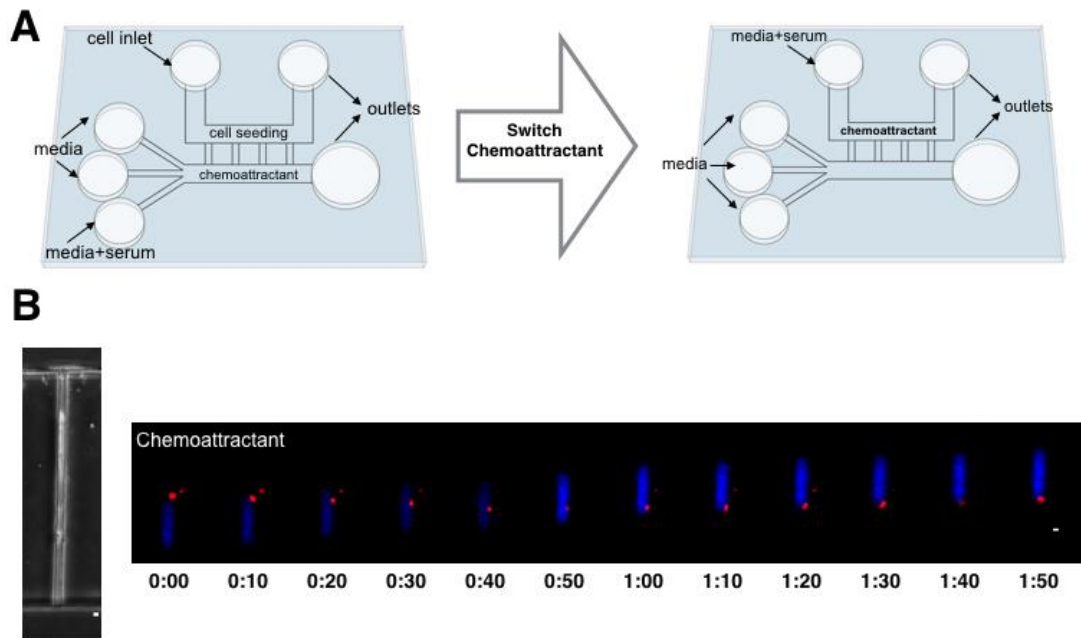 A
cell inlet
media
cell seeding
outlets
chemoattractant
media+serum
Switch
Chemoattractant
media+serum
media
chemoattractant
outlets
B
Chemoattractant
0:00 0:10 0:20 0:30 0:40 0:50 1:00 1:10 1:20 1:30 1:40 1:50